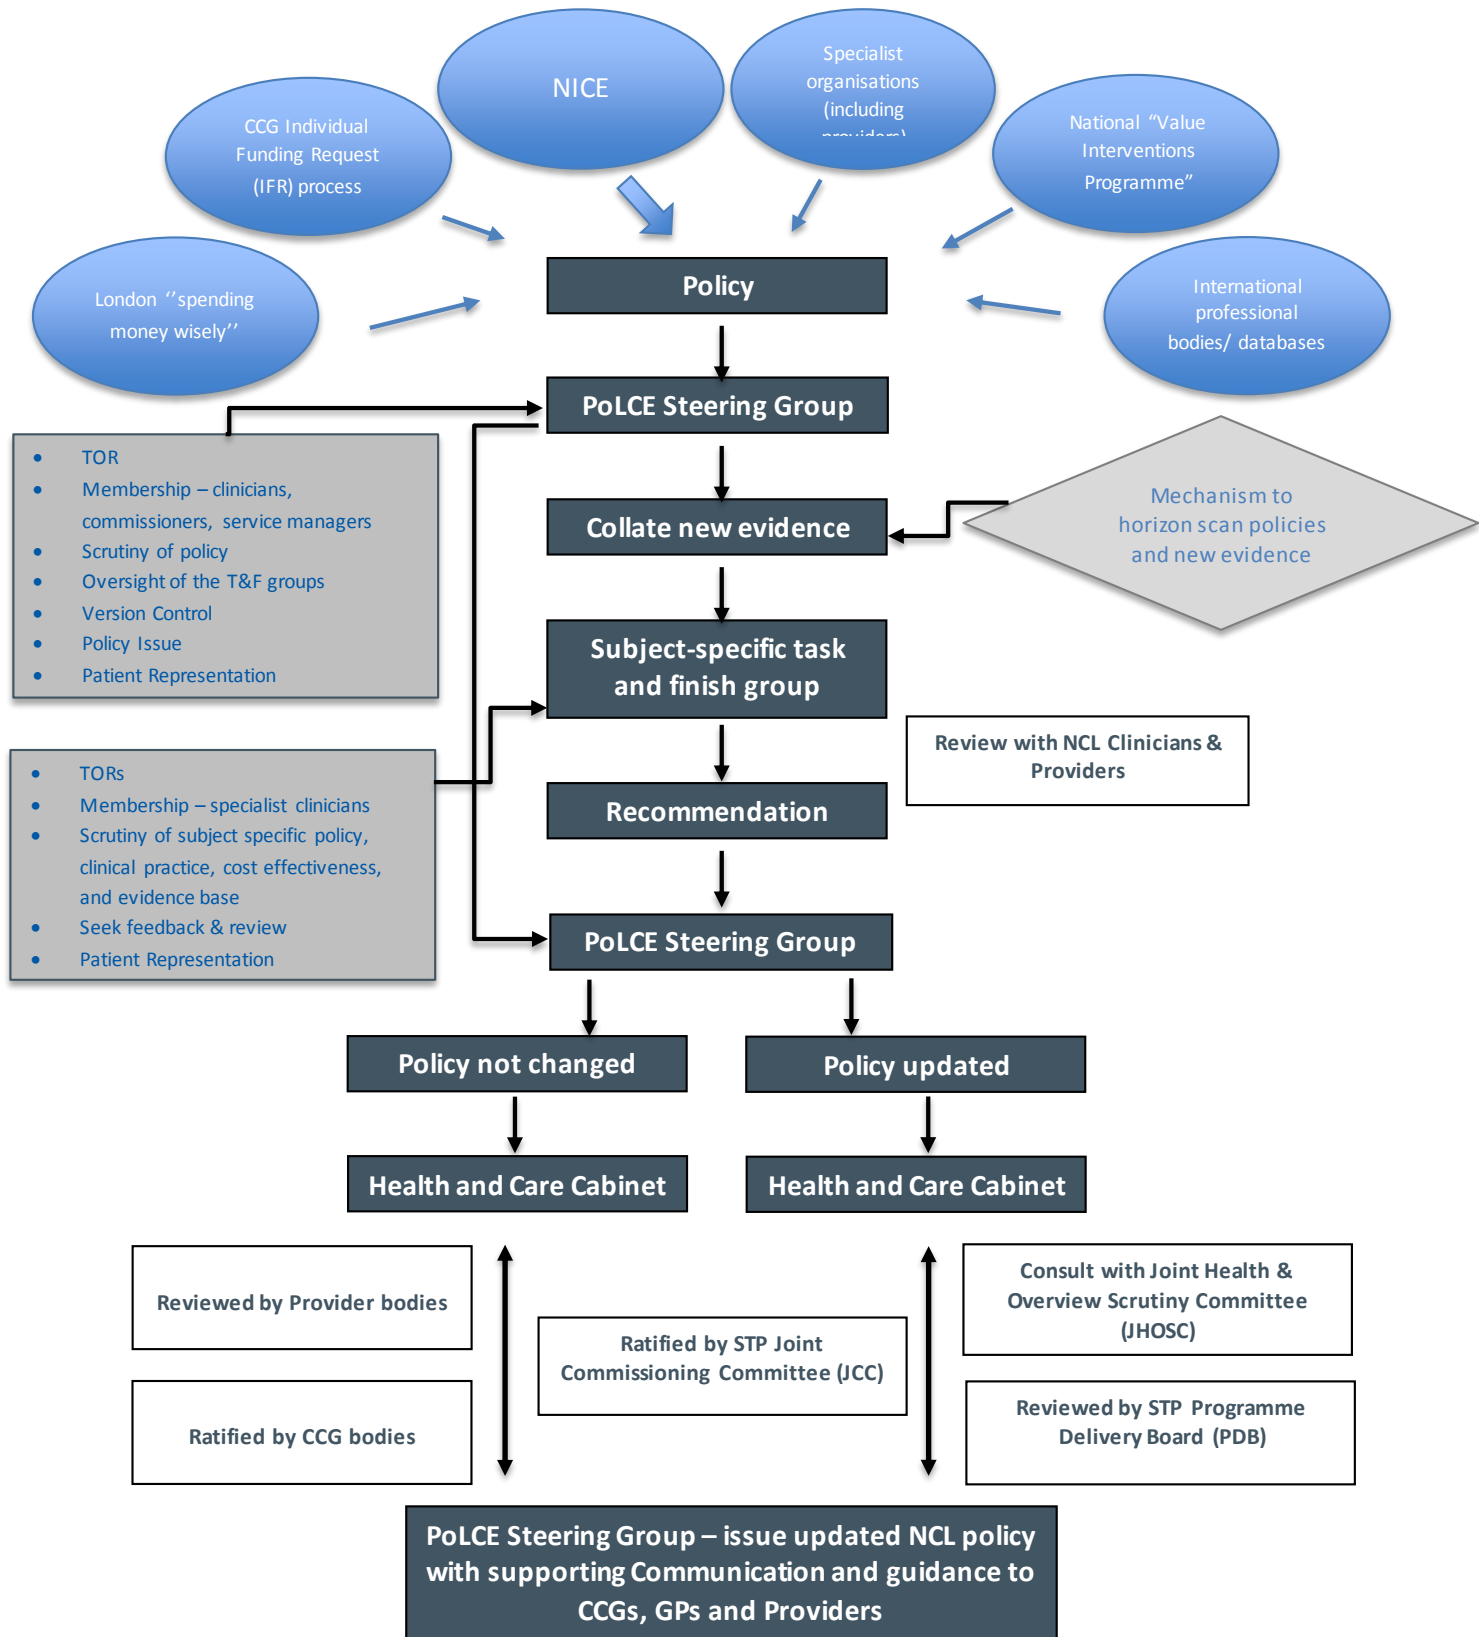 NICE
Specialist
organisations
(including
providers)
CCG Individual
Funding Request
(IFR) process
National “Value
Interventions
Programme”
London ‘’spending
money wisely’’
International
professional
bodies/ databases
Policy
PoLCE Steering Group
• TOR
• Membership – clinicians,
commissioners, service managers
• Scrutiny of policy
• Oversight of the T&F groups
• Version Control
• Policy Issue
• Patient Representation
Collate new evidence
Mechanism to
horizon scan policies
and new evidence
Subject-specific task
and finish group
Review with NCL Clinicians &
Providers
• TORs
• Membership – specialist clinicians
• Scrutiny of subject specific policy,
clinical practice, cost effectiveness,
and evidence base
• Seek feedback & review
• Patient Representation
Recommendation
PoLCE Steering Group
Policy not changed
Policy updated
Health and Care Cabinet
Health and Care Cabinet
Reviewed by Provider bodies
Consult with Joint Health &
Overview Scrutiny Committee
(JHOSC)
Ratified by STP Joint
Commissioning Committee (JCC)
Ratified by CCG bodies
Reviewed by STP Programme
Delivery Board (PDB)
PoLCE Steering Group – issue updated NCL policy
with supporting Communication and guidance to
CCGs, GPs and Providers